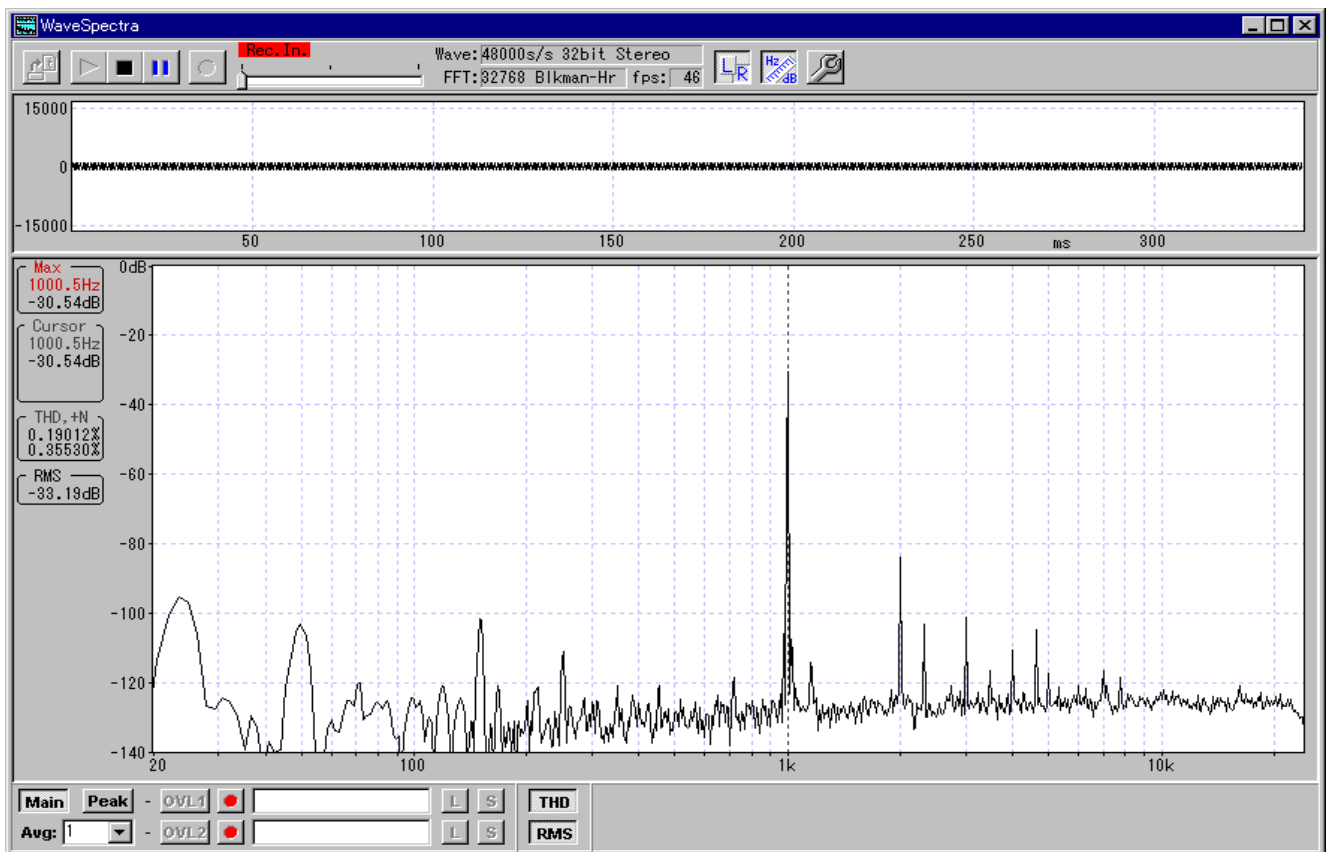 WaveSpectra
Rec.In.
Wave: 48000s/s 32bit Stereo
FFT: 32768 Blkman-Hr fps: 46
L R
Hz dB
15000
0
-15000
50 100 150 200 250 ms 300
Max
1000.5Hz
-30.54dB
Cursor
1000.5Hz
-30.54dB
THD,+N
0.19012%
0.35530%
RMS
-33.19dB
0dB
-20
-40
-60
-80
-100
-120
-140
20 100 1k 10k
Main Peak - OVL1 L S THD
Avg: 1 - OVL2 L S RMS